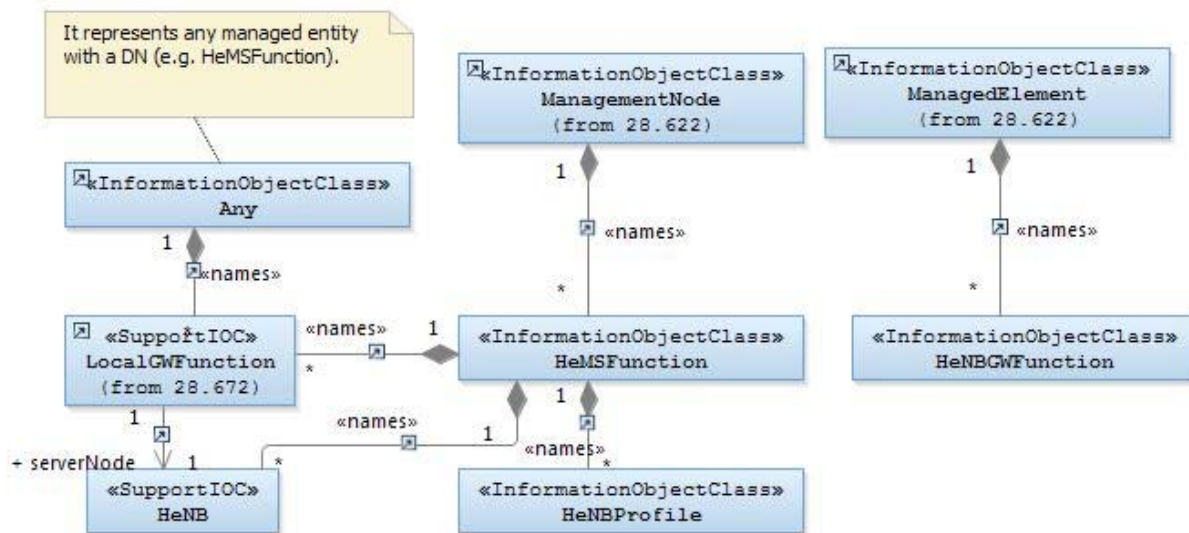 It represents any managed entity
with a DN (e.g. HeMSFunction).
«InformationObjectClass»
ManagementNode
(from 28.622)
«InformationObjectClass»
ManagedElement
(from 28.622)
«InformationObjectClass»
Any
1
«names»
*
1
«names»
*
1
«names»
*
«SupportIOC»
LocalGWFunction
(from 28.672)
«names»
1
*
«InformationObjectClass»
HeMSFunction
«InformationObjectClass»
HeNBGWFunction
1
+ serverNode
1
«names»
1
*
1
«names»
*
«SupportIOC»
HeNB
«InformationObjectClass»
HeNBProfile